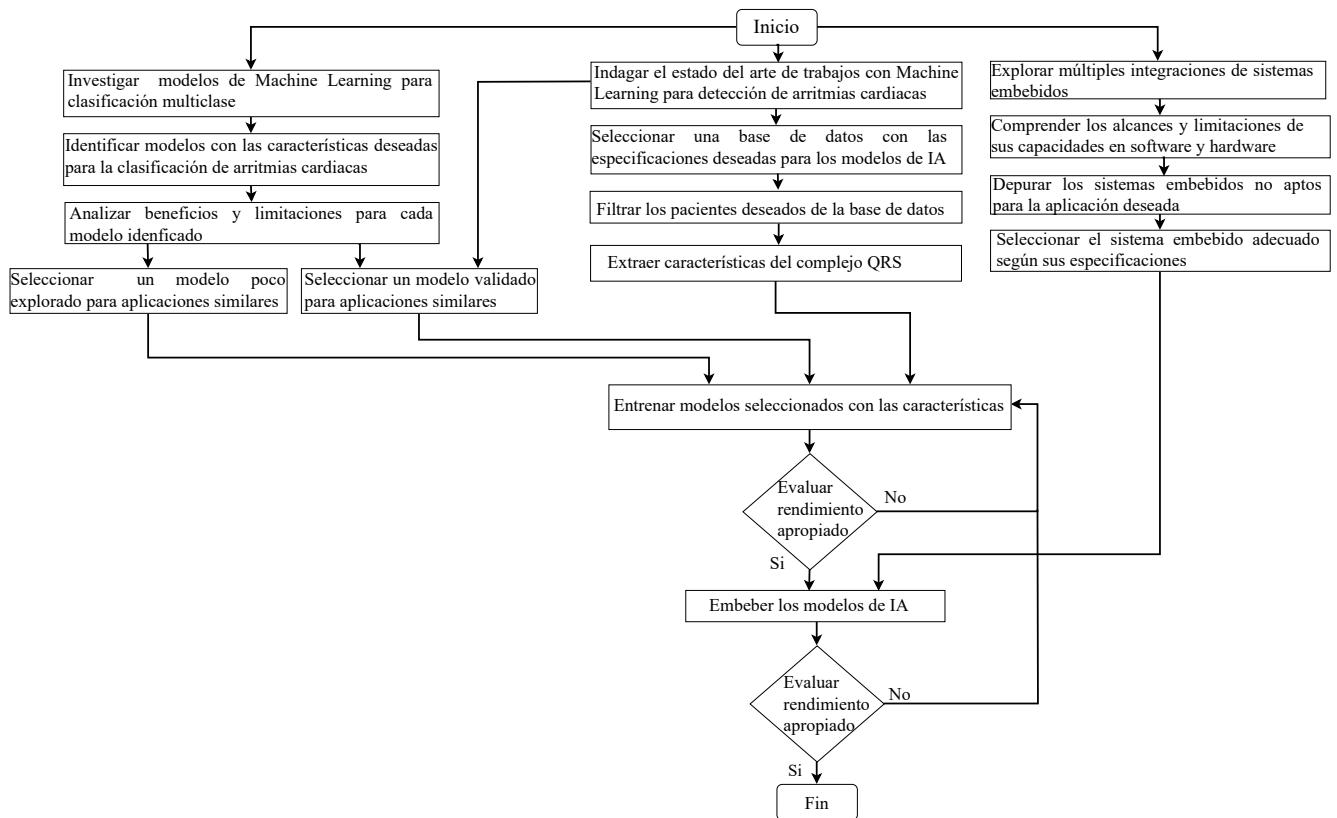 Inicio
Investigar modelos de Machine Learning para
clasificación multiclase
Identificar modelos con las características deseadas
para la clasificación de arritmias cardiacas
Analizar beneficios y limitaciones para cada
modelo idenficado
Seleccionar un modelo poco
explorado para aplicaciones similares
Seleccionar un modelo validado
para aplicaciones similares
Indagar el estado del arte de trabajos con Machine
Learning para detección de arritmias cardiacas
Seleccionar una base de datos con las
especificaciones deseadas para los modelos de IA
Filtrar los pacientes deseados de la base de datos
Extraer características del complejo QRS
Explorar múltiples integraciones de sistemas
embebidos
Comprender los alcances y limitaciones de
sus capacidades en software y hardware
Depurar los sistemas embebidos no aptos
para la aplicación deseada
Seleccionar el sistema embebido adecuado
según sus especificaciones
Entrenar modelos seleccionados con las características
Evaluar
rendimiento
apropiado
No
Si
Embeber los modelos de IA
Evaluar
rendimiento
apropiado
No
Si
Fin